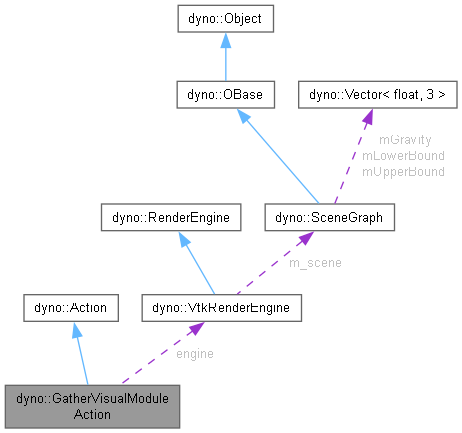 dyno::Object
dyno::OBase
dyno::Vector< float, 3 >
mGravity
mLowerBound
mUpperBound
dyno::RenderEngine
dyno::SceneGraph
m_scene
dyno::Action
dyno::VtkRenderEngine
engine
dyno::GatherVisualModule
Action